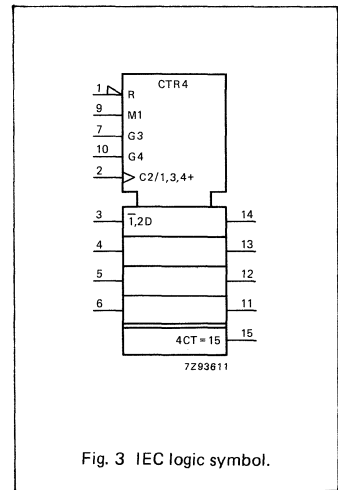 CTR4
1 R
9 M1
7 G3
10 G4
2 C2/1,3,4+
3 1̅,2D 14
4 13
5 12
6 11
4CT=15 15
7Z93611
Fig. 3 IEC logic symbol.